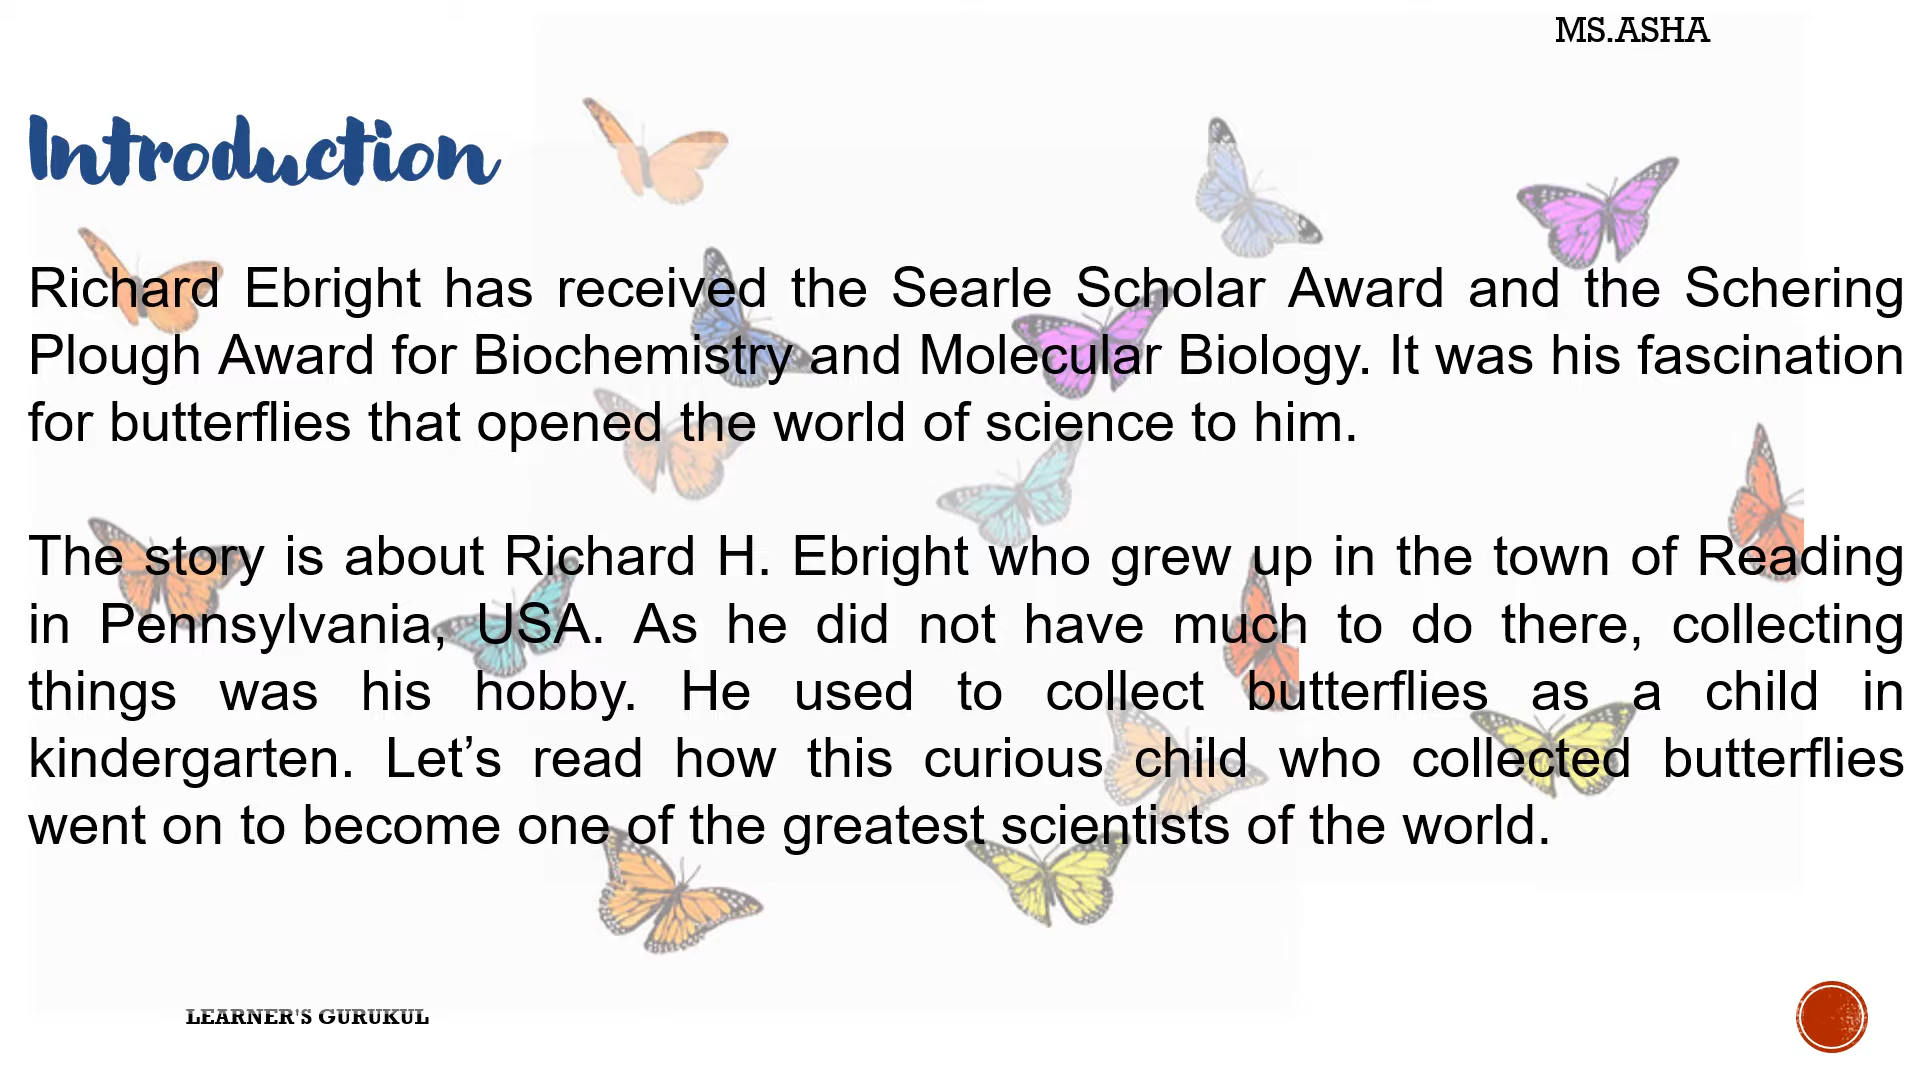 MS.ASHA
Introduction
Richard Ebright has received the Searle Scholar Award and the Schering
Plough Award for Biochemistry and Molecular Biology. It was his fascination
for butterflies that opened the world of science to him.
The story is about Richard H. Ebright who grew up in the town of Reading
in Pennsylvania, USA. As he did not have much to do there, collecting
things was his hobby. He used to collect butterflies as a child in
kindergarten. Let’s read how this curious child who collected butterflies
went on to become one of the greatest scientists of the world.
LEARNER'S GURUKUL